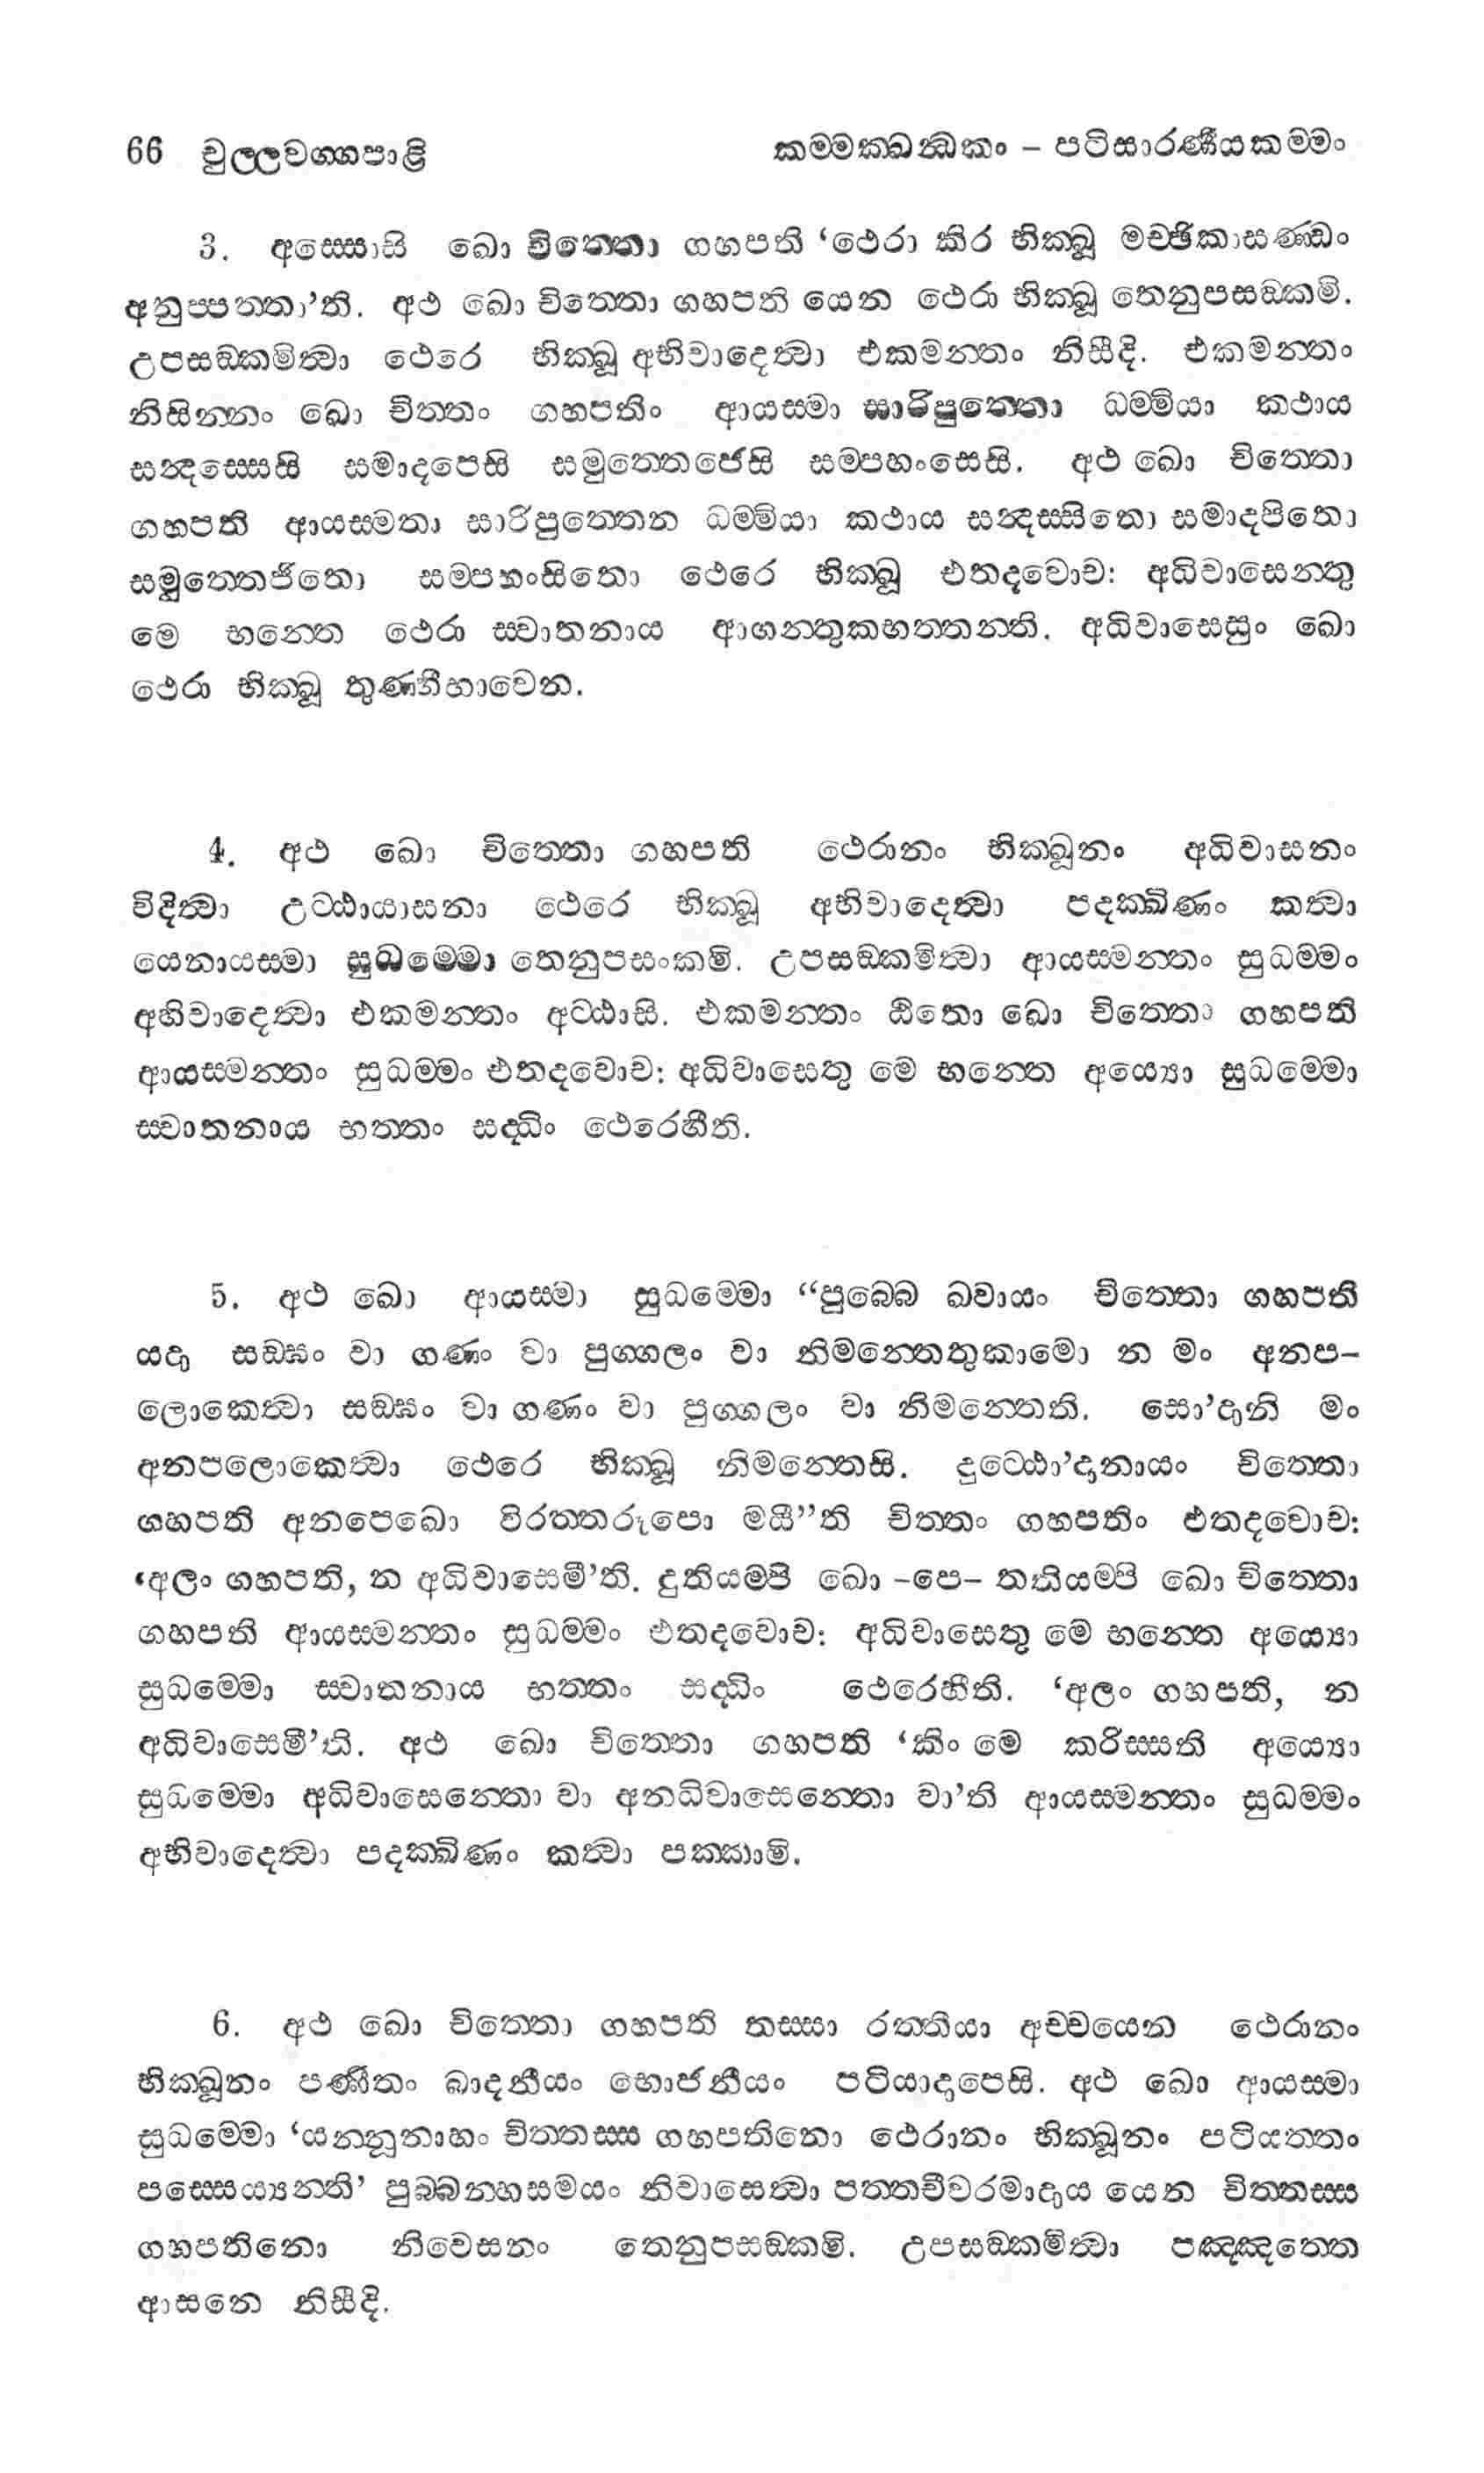 66 චුල්ලවග්ගපාළි කම්මක්ඛන්ධකං – පටිසාරණීයකම්මං
3. අස්සොසි ඛො චිත්තො ගහපති ‘ථෙරා කිර භික්ඛූ මච්ඡිකාසණ්ඩං
අනුප්පත්තා’ති. අථ ඛො චිත්තො ගහපති යෙන ථෙරා භික්ඛූ තෙනුපසඞ්කමි.
උපසඞ්කමිත්වා ථෙරෙ භික්ඛූ අභිවාදෙත්වා එකමන්තං නිසීදි. එකමන්තං
නිසින්නං ඛො චිත්තං ගහපතිං ආයස්මා සාරිපුත්තො ධම්මියා කථාය
සන්දස්සෙසි සමාදපෙසි සමුත්තෙජෙසි සම්පහංසෙසි. අථ ඛො චිත්තො
ගහපති ආයස්මතා සාරිපුත්තෙන ධම්මියා කථාය සන්දස්සිතො සමාදපිතො
සමුත්තෙජිතො සම්පහංසිතො ථෙරෙ භික්ඛූ එතදවොච: අධිවාසෙන්තු
මෙ භන්තෙ ථෙරා ස්වාතනාය ආගන්තුකභත්තන්ති. අධිවාසෙසුං ඛො
ථෙරා භික්ඛූ තුණ්හීභාවෙන.
4. අථ ඛො චිත්තො ගහපති ථෙරානං භික්ඛූනං අධිවාසනං
විදිත්වා උට්ඨායාසනා ථෙරෙ භික්ඛූ අභිවාදෙත්වා පදක්ඛිණං කත්වා
යෙනායස්මා සුධම්මො තෙනුපසංකමි. උපසඞ්කමිත්වා ආයස්මන්තං සුධම්මං
අභිවාදෙත්වා එකමන්තං අට්ඨාසි. එකමන්තං ඨිතො ඛො චිත්තො ගහපති
ආයස්මන්තං සුධම්මං එතදවොච: අධිවාසෙතු මෙ භන්තෙ අය්‍යො සුධම්මො
ස්වාතනාය භත්තං සද්ධිං ථෙරෙහීති.
5. අථ ඛො ආයස්මා සුධම්මො “පුබ්බෙ ඛ්වායං චිත්තො ගහපති
යදා සඞ්ඝං වා ගණං වා පුග්ගලං වා නිමන්තෙතුකාමො න මං අනප–
ලොකෙත්වා සඞ්ඝං වා ගණං වා පුග්ගලං වා නිමන්තෙති. සො’දානි මං
අනපලොකෙත්වා ථෙරෙ භික්ඛූ නිමන්තෙසි. දුට්ඨො’දානායං චිත්තො
ගහපති අනපෙඛො විරත්තරූපො මයී”ති චිත්තං ගහපතිං එතදවොච:
‘අලං ගහපති, න අධිවාසෙමී’ති. දුතියම්පි ඛො –පෙ– තතියම්පි ඛො චිත්තො
ගහපති ආයස්මන්තං සුධම්මං එතදවොච: අධිවාසෙතු මෙ භන්තෙ අය්‍යො
සුධම්මො ස්වාතනාය භත්තං සද්ධිං ථෙරෙහීති. ‘අලං ගහපති, න
අධිවාසෙමී’ති. අථ ඛො චිත්තො ගහපති ‘කිං මෙ කරිස්සති අය්‍යො
සුධම්මො අධිවාසෙන්තො වා අනධිවාසෙන්තො වා’ති ආයස්මන්තං සුධම්මං
අභිවාදෙත්වා පදක්ඛිණං කත්වා පක්කාමි.
6. අථ ඛො චිත්තො ගහපති තස්සා රත්තියා අච්චයෙන ථෙරානං
භික්ඛූනං පණීතං ඛාදනීයං භොජනීයං පටියාදාපෙසි. අථ ඛො ආයස්මා
සුධම්මො ‘යන්නූනාහං චිත්තස්ස ගහපතිනො ථෙරානං භික්ඛූනං පටියත්තං
පස්සෙය්‍යන්ති’ පුබ්බන්හසමයං නිවාසෙත්වා පත්තචීවරමාදාය යෙන චිත්තස්ස
ගහපතිනො නිවෙසනං තෙනුපසඞ්කමි. උපසඞ්කමිත්වා පඤ්ඤත්තෙ
ආසනෙ නිසීදි.